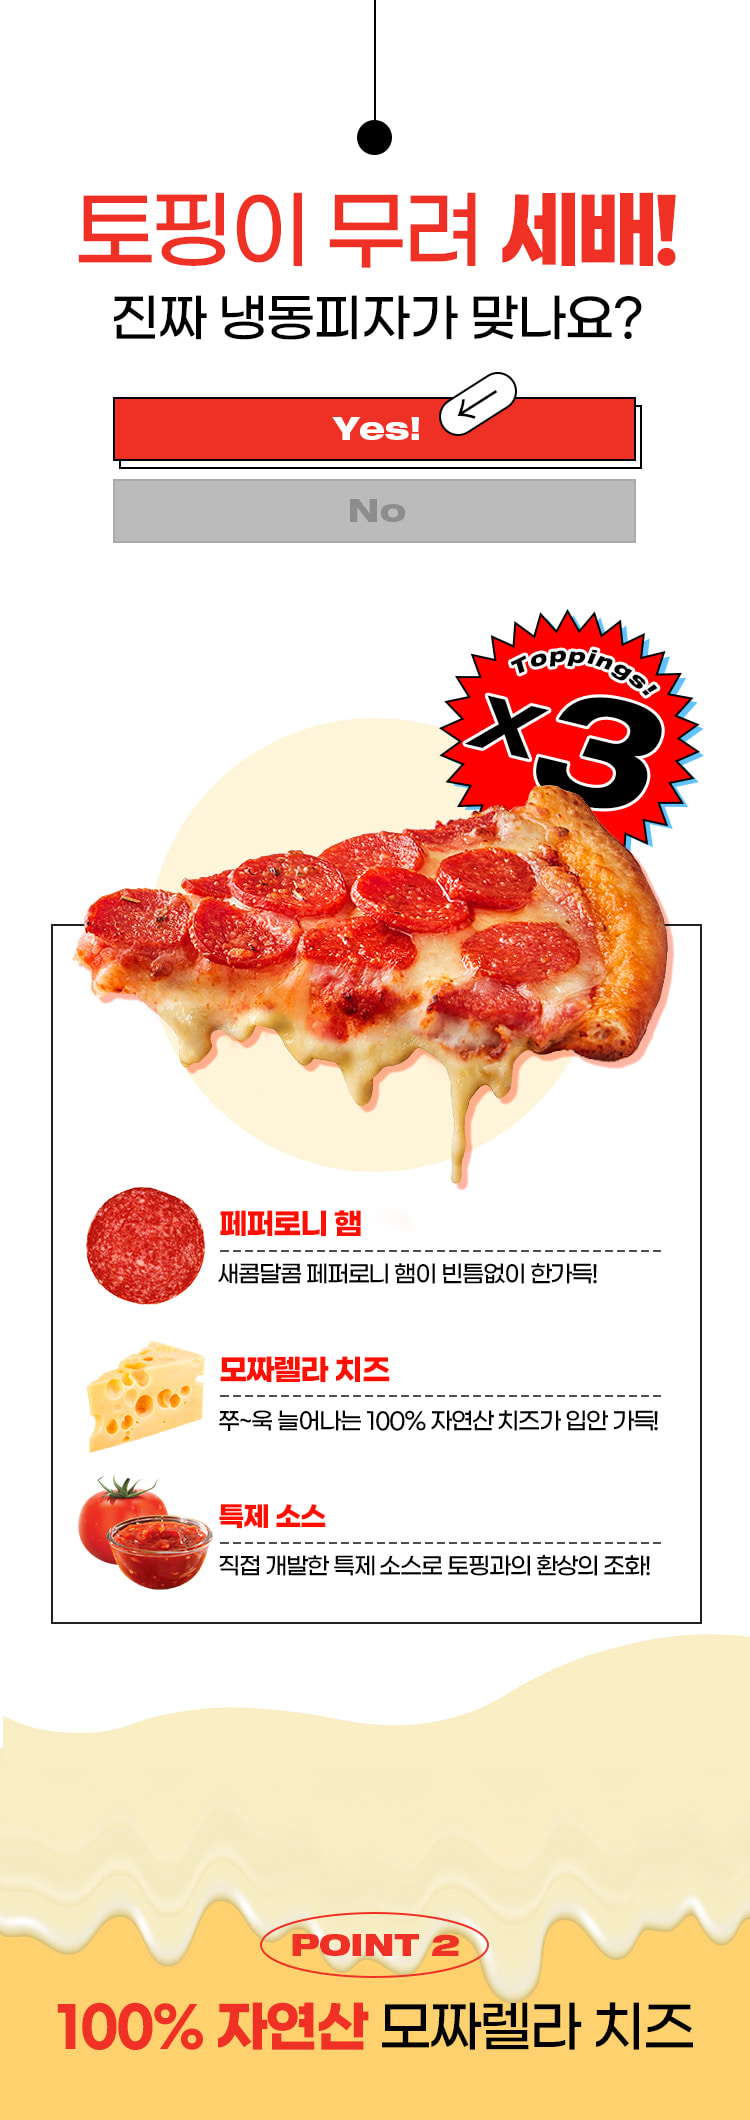 토핑이 무려 세배!
진짜 냉동피자가 맞나요?
Yes!
No
Toppings!
x3
페퍼로니 햄
새콤달콤 페퍼로니 햄이 빈틈없이 한가득!
모짜렐라 치즈
쭈~욱 늘어나는 100% 자연산 치즈가 입안 가득!
특제 소스
직접 개발한 특제 소스로 토핑과의 환상의 조화!
POINT 2
100% 자연산 모짜렐라 치즈